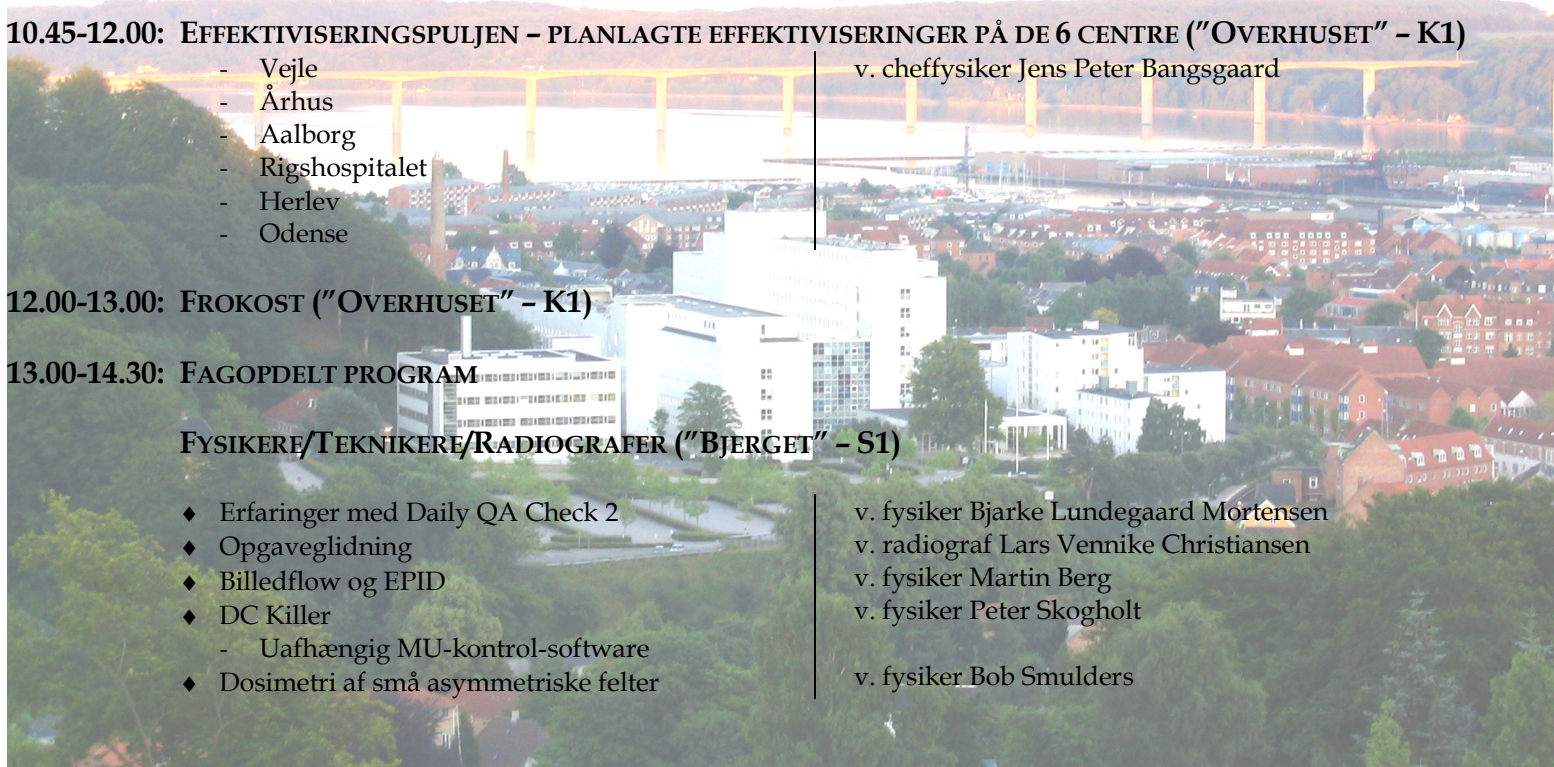 10.45-12.00: EFFEKTIVISERINGSPULJEN – PLANLAGTE EFFEKTIVISERINGER PÅ DE 6 CENTRE (”OVERHUSET” – K1)
- Vejle
v. cheffysiker Jens Peter Bangsgaard
- Århus
- Aalborg
- Rigshospitalet
- Herlev
- Odense
12.00-13.00: FROKOST (”OVERHUSET” – K1)
13.00-14.30: FAGOPDELT PROGRAM
FYSIKERE/TEKNIKERE/RADIOGRAFER (”BJERGET” – S1)
♦ Erfaringer med Daily QA Check 2
v. fysiker Bjarke Lundegaard Mortensen
♦ Opgaveglidning
v. radiograf Lars Vennike Christiansen
♦ Billedflow og EPID
v. fysiker Martin Berg
♦ DC Killer
v. fysiker Peter Skogholt
- Uafhængig MU-kontrol-software
♦ Dosimetri af små asymmetriske felter
v. fysiker Bob Smulders